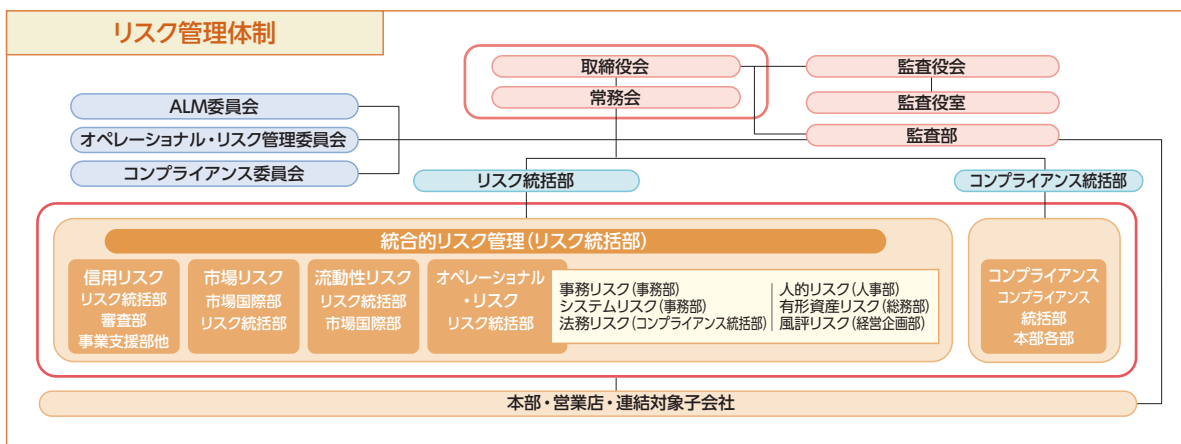 リスク管理体制
取締役会
常務会
監査役会
監査役室
監査部
ALM委員会
オペレーショナル・リスク管理委員会
コンプライアンス委員会
リスク統括部
コンプライアンス統括部
統合的リスク管理（リスク統括部）
信用リスク
リスク統括部
審査部
事業支援部他
市場リスク
市場国際部
リスク統括部
流動性リスク
リスク統括部
市場国際部
オペレーショナル
・リスク
リスク統括部
事務リスク（事務部）
システムリスク（事務部）
法務リスク（コンプライアンス統括部）
人的リスク（人事部）
有形資産リスク（総務部）
風評リスク（経営企画部）
コンプライアンス
コンプライアンス
統括部
本部各部
本部・営業店・連結対象子会社